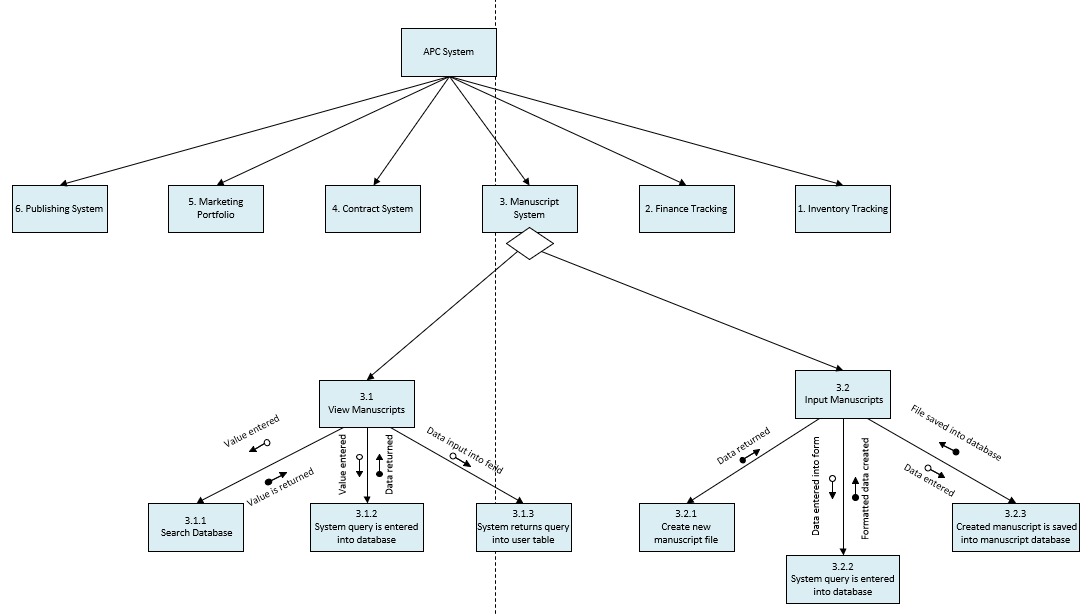 APC System
6. Publishing System
5. Marketing
Portfolio
4. Contract System
3. Manuscript
System
2. Finance Tracking
1. Inventory Tracking
3.1
View Manuscripts
3.2
Input Manuscripts
Value entered
Value is returned
Value entered
Data returned
Data input into feild
Data returned
Data entered into form
Formatted data created
File saved into database
Data entered
3.1.1
Search Database
3.1.2
System query is entered
into database
3.1.3
System returns query
into user table
3.2.1
Create new
manuscript file
3.2.2
System query is entered
into database
3.2.3
Created manuscript is saved
into manuscript database